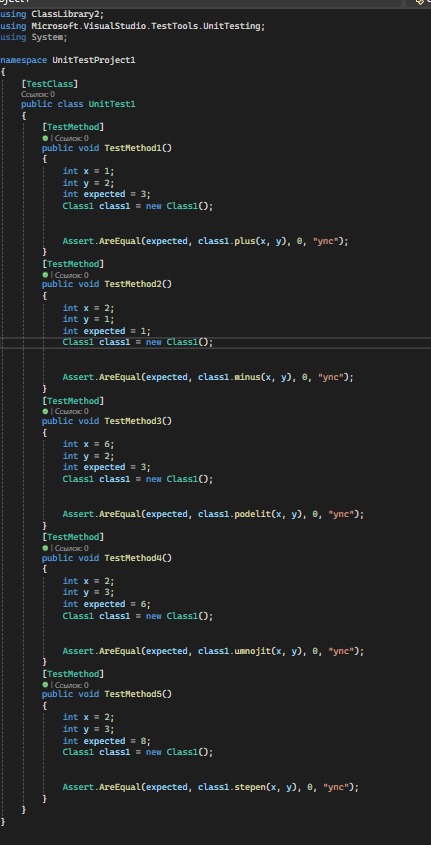 using ClassLibrary2;
using Microsoft.VisualStudio.TestTools.UnitTesting;
using System;
namespace UnitTestProject1
{
[TestClass]
Ссылок: 0
public class UnitTest1
{
[TestMethod]
| Ссылок: 0
public void TestMethod1()
{
int x = 1;
int y = 2;
int expected = 3;
Class1 class1 = new Class1();
Assert.AreEqual(expected, class1.plus(x, y), 0, "ync");
}
[TestMethod]
| Ссылок: 0
public void TestMethod2()
{
int x = 2;
int y = 1;
int expected = 1;
Class1 class1 = new Class1();
Assert.AreEqual(expected, class1.minus(x, y), 0, "ync");
}
[TestMethod]
| Ссылок: 0
public void TestMethod3()
{
int x = 6;
int y = 2;
int expected = 3;
Class1 class1 = new Class1();
Assert.AreEqual(expected, class1.podelit(x, y), 0, "ync");
}
[TestMethod]
| Ссылок: 0
public void TestMethod4()
{
int x = 2;
int y = 3;
int expected = 6;
Class1 class1 = new Class1();
Assert.AreEqual(expected, class1.umnojit(x, y), 0, "ync");
}
[TestMethod]
| Ссылок: 0
public void TestMethod5()
{
int x = 2;
int y = 3;
int expected = 8;
Class1 class1 = new Class1();
Assert.AreEqual(expected, class1.stepen(x, y), 0, "ync");
}
}
}